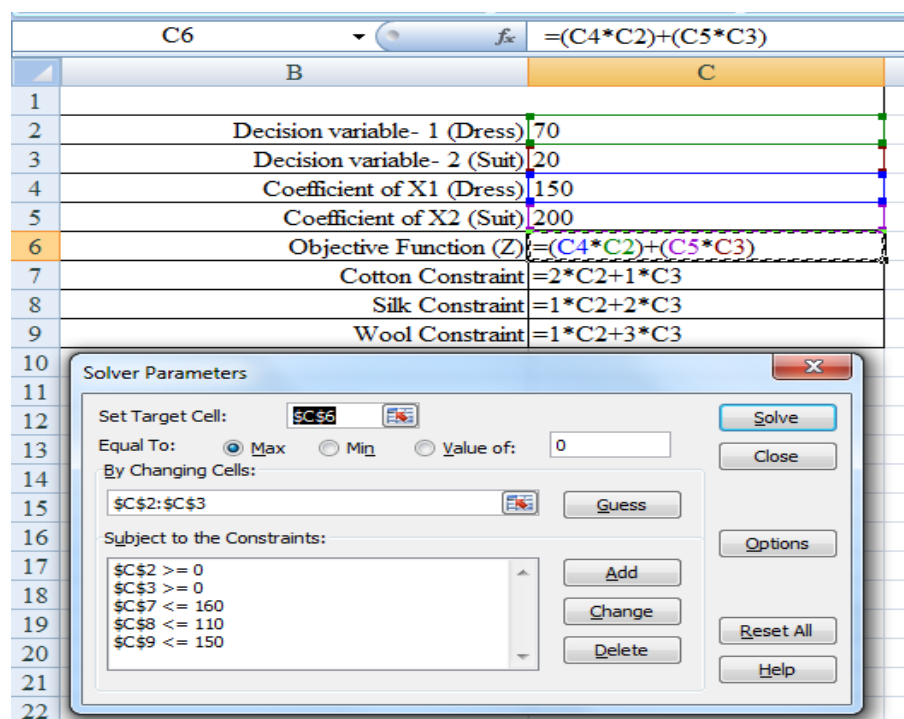 C6 fx =(C4*C2)+(C5*C3)
B C
1
2 Decision variable- 1 (Dress) 70
3 Decision variable- 2 (Suit) 20
4 Coefficient of X1 (Dress) 150
5 Coefficient of X2 (Suit) 200
6 Objective Function (Z) =(C4*C2)+(C5*C3)
7 Cotton Constraint =2*C2+1*C3
8 Silk Constraint =1*C2+2*C3
9 Wool Constraint =1*C2+3*C3
10
11
12
13
14
15
16
17
18
19
20
21
22
Solver Parameters
Set Target Cell: $C$6 Solve
Equal To: Max Min Value of: 0 Close
By Changing Cells:
$C$2:$C$3 Guess
Subject to the Constraints: Options
$C$2 >= 0 Add
$C$3 >= 0
$C$7 <= 160 Change
$C$8 <= 110 Reset All
$C$9 <= 150 Delete
Help